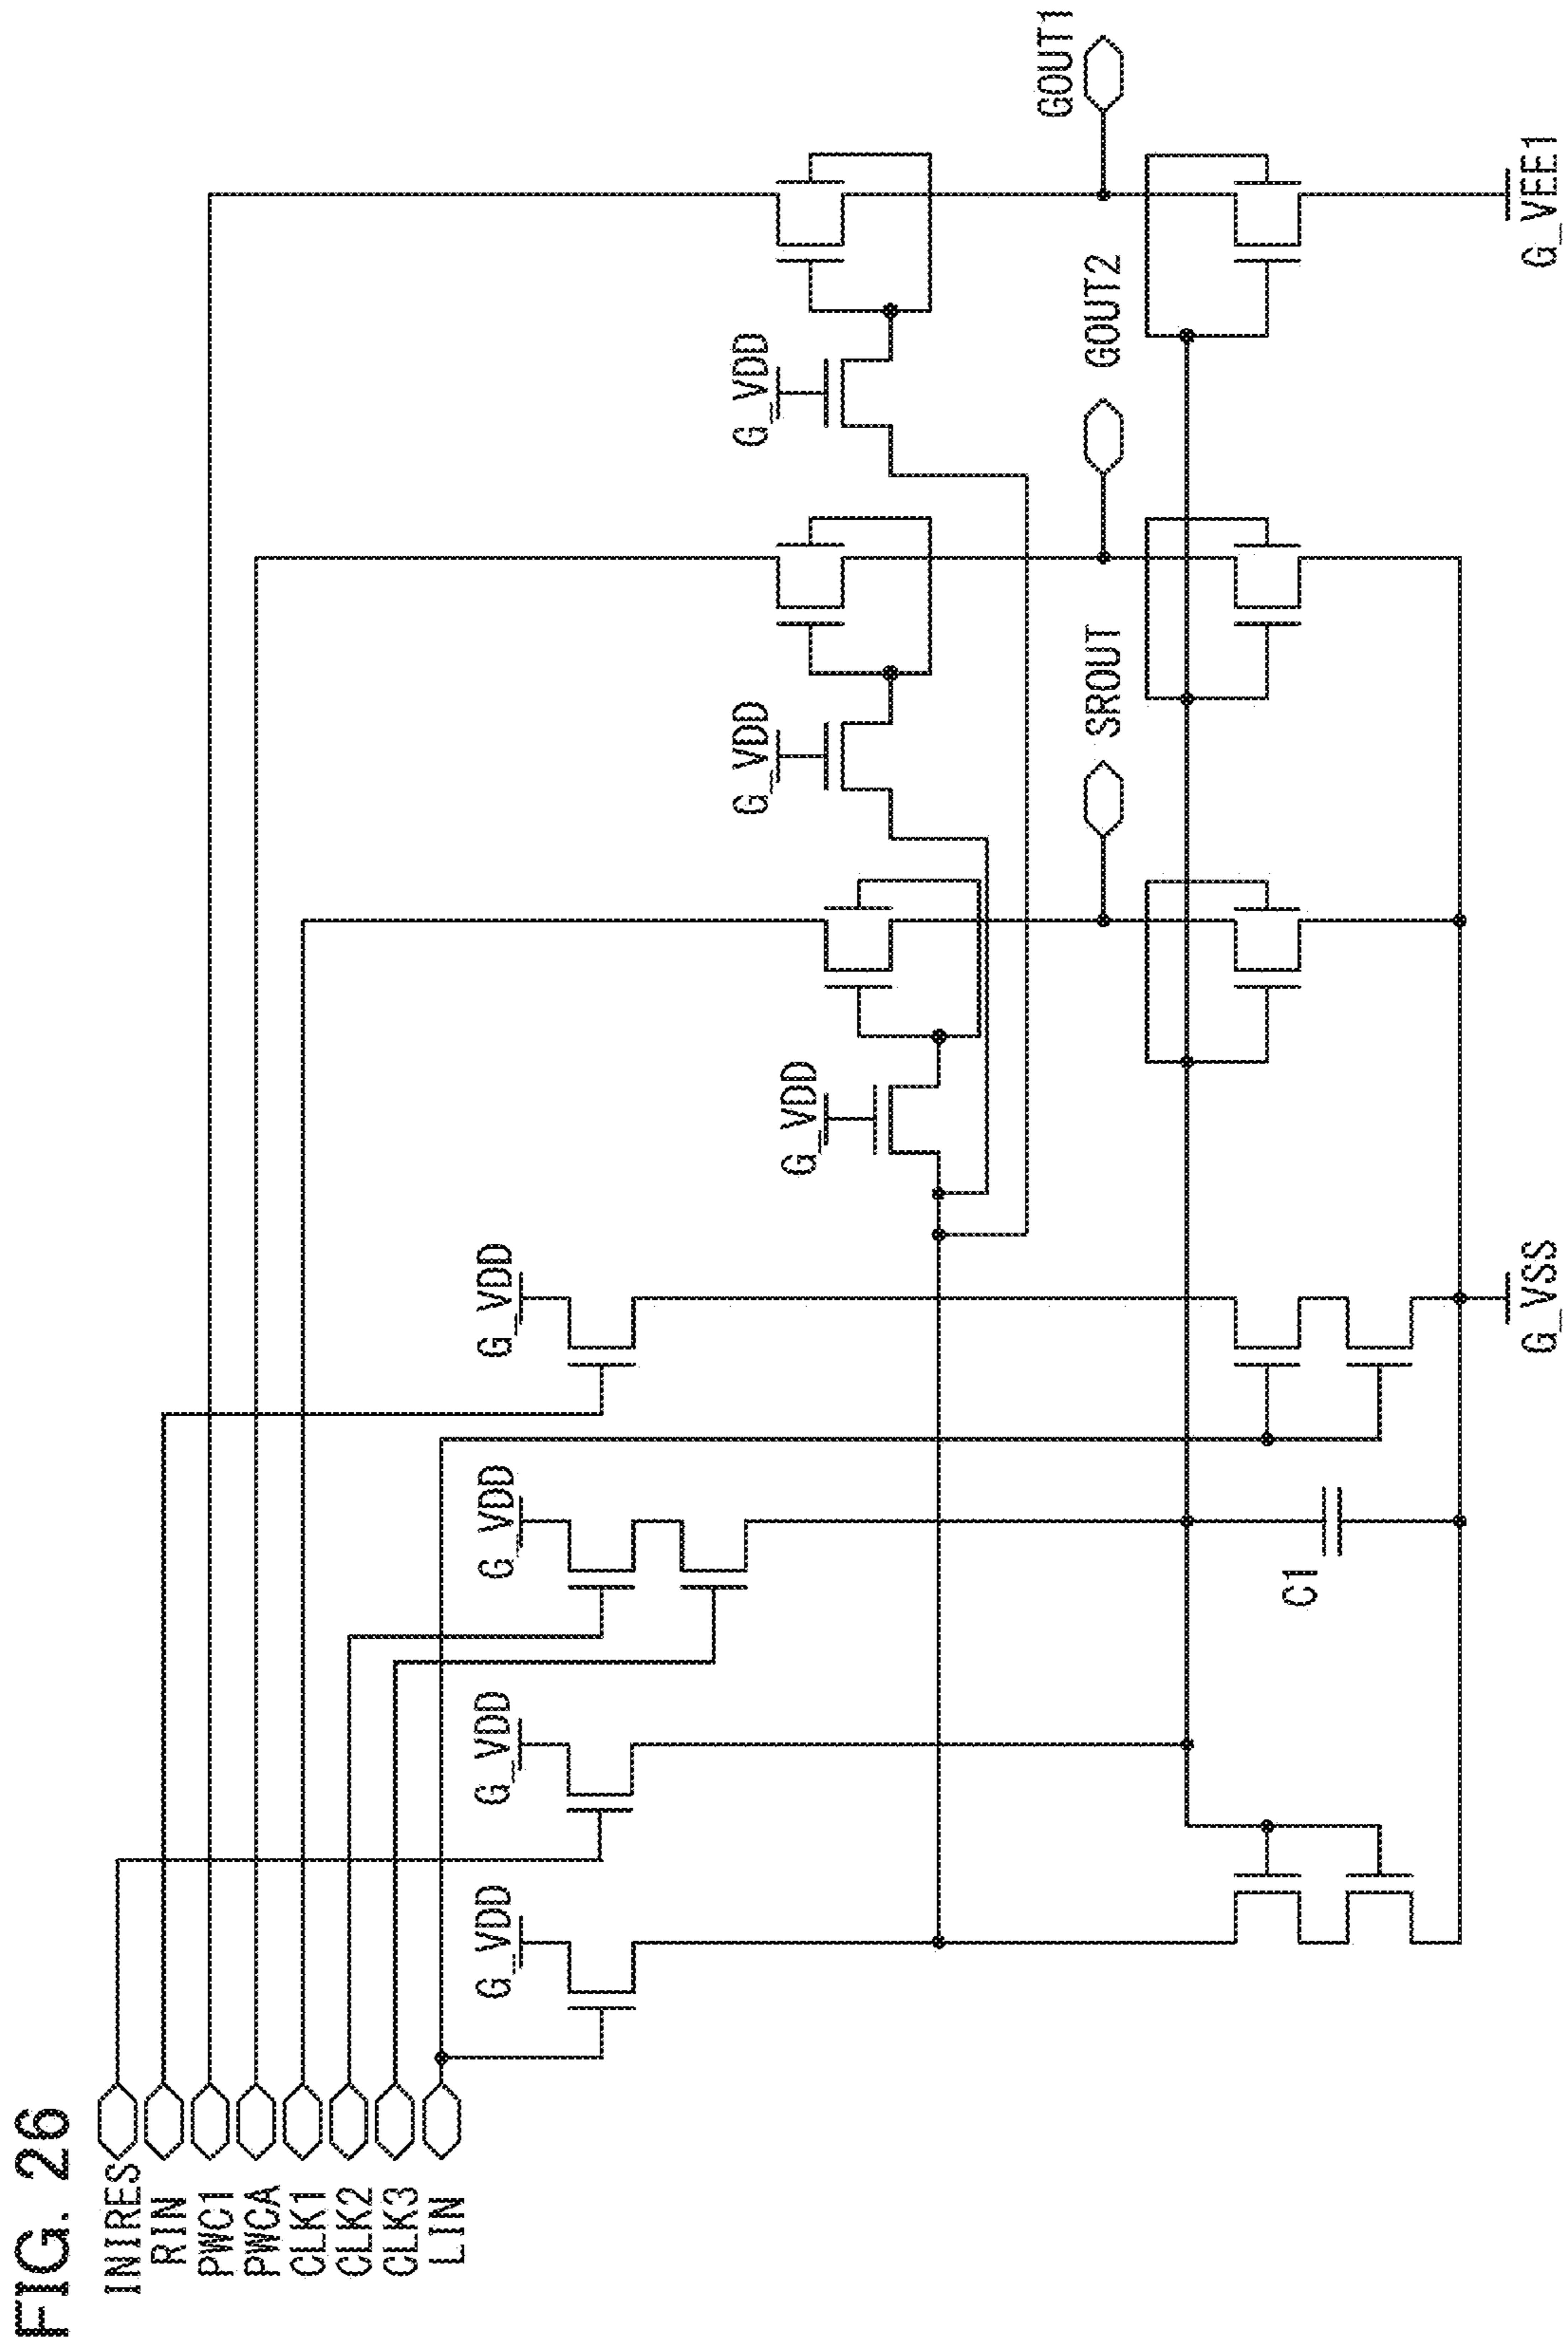 FIG. 26
INIRES
RIN
PWC1
PWCA
CLK1
CLK2
CLK3
LIN
G_VDD
G_VDD
G_VDD
G_VDD
G_VDD
G_VDD
G_VDD
SROUT
GOUT2
GOUT1
C1
G_VSS
G_VEE1